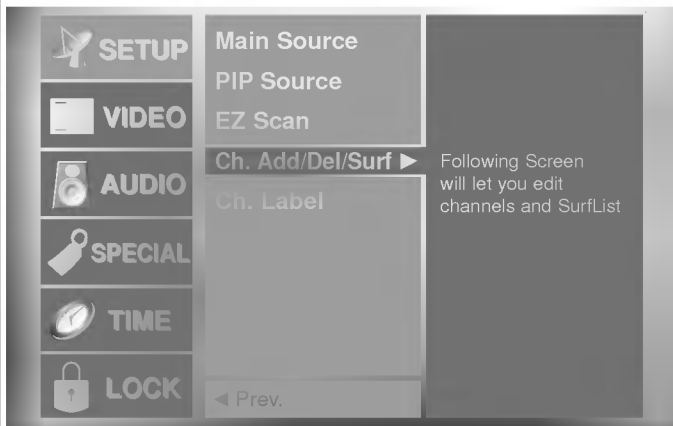 SETUP
VIDEO
AUDIO
SPECIAL
TIME
LOCK
Main Source
PIP Source
EZ Scan
Ch. Add/Del/Surf ►
Ch. Label
◄ Prev.
Following Screen
will let you edit
channels and SurfList